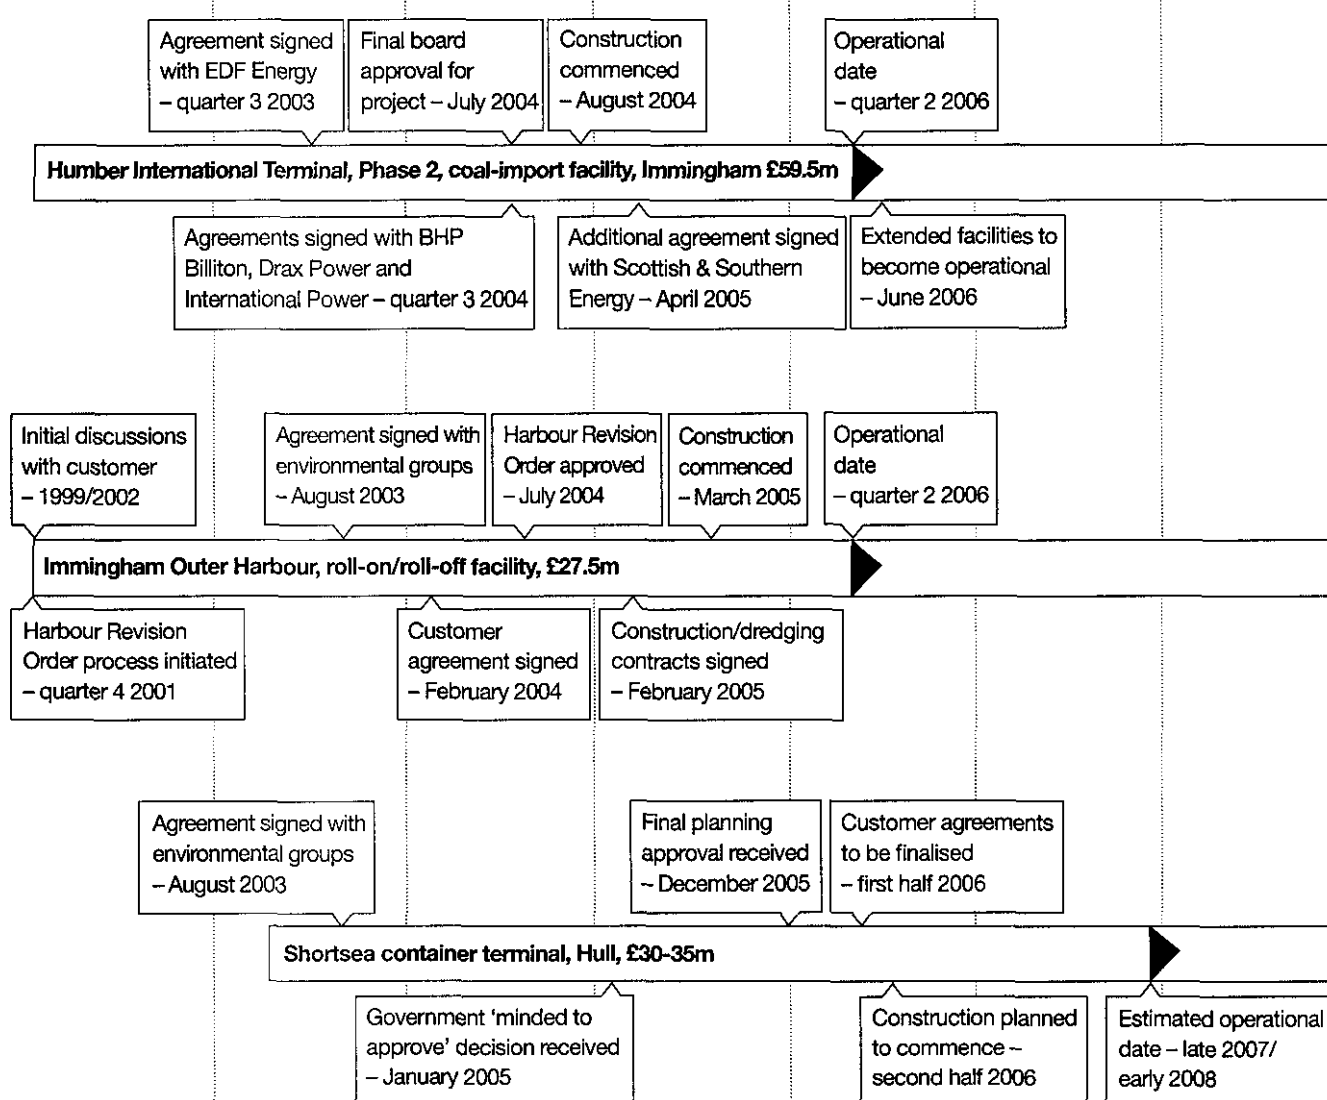 Agreement signed
with EDF Energy
– quarter 3 2003
Final board
approval for
project – July 2004
Construction
commenced
– August 2004
Operational
date
– quarter 2 2006
Humber International Terminal, Phase 2, coal-import facility, Immingham £59.5m
Agreements signed with BHP
Billiton, Drax Power and
International Power – quarter 3 2004
Additional agreement signed
with Scottish & Southern
Energy – April 2005
Extended facilities to
become operational
– June 2006
Initial discussions
with customer
– 1999/2002
Agreement signed with
environmental groups
– August 2003
Harbour Revision
Order approved
– July 2004
Construction
commenced
– March 2005
Operational
date
– quarter 2 2006
Immingham Outer Harbour, roll-on/roll-off facility, £27.5m
Harbour Revision
Order process initiated
– quarter 4 2001
Customer
agreement signed
– February 2004
Construction/dredging
contracts signed
– February 2005
Agreement signed with
environmental groups
– August 2003
Final planning
approval received
– December 2005
Customer agreements
to be finalised
– first half 2006
Shortsea container terminal, Hull, £30-35m
Government ‘minded to
approve’ decision received
– January 2005
Construction planned
to commence –
second half 2006
Estimated operational
date – late 2007/
early 2008